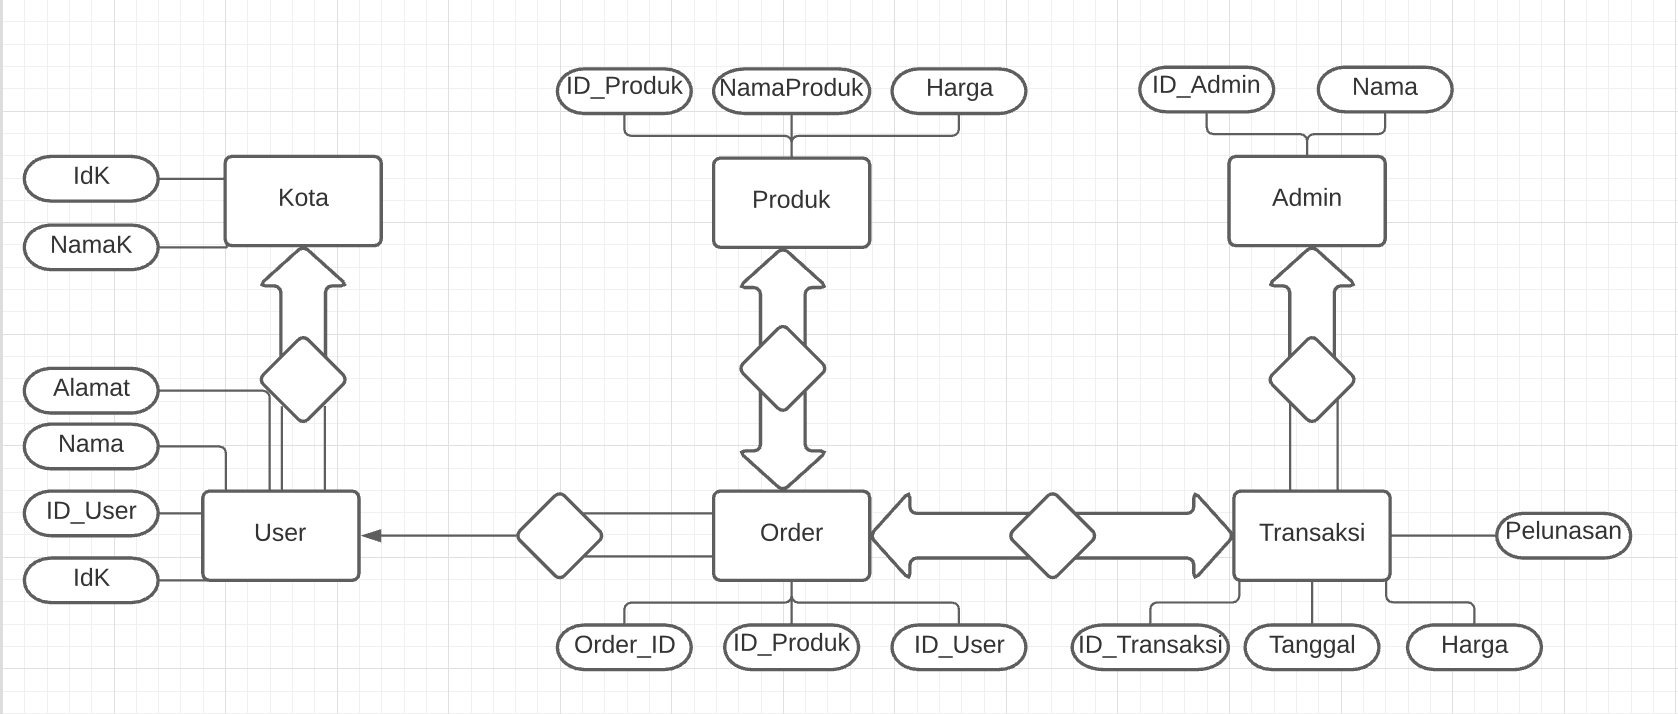 ID_Produk
NamaProduk
Harga
ID_Admin
Nama
IdK
NamaK
Kota
Produk
Admin
Alamat
Nama
ID_User
IdK
User
Order
Transaksi
Pelunasan
Order_ID
ID_Produk
ID_User
ID_Transaksi
Tanggal
Harga